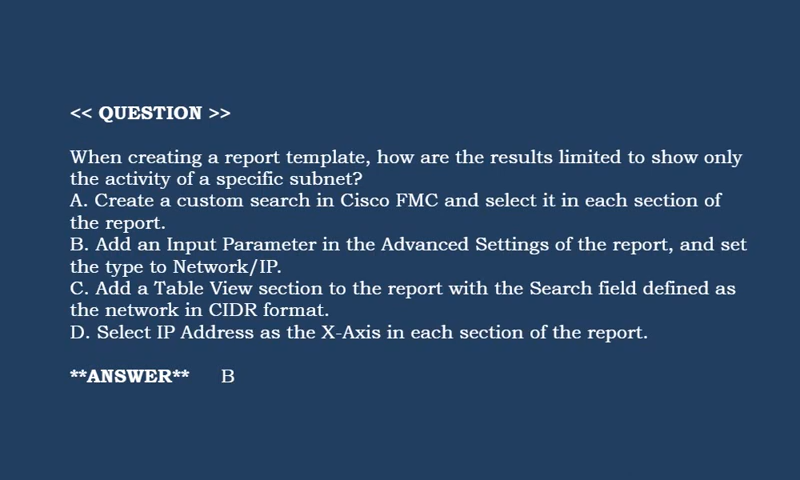 << QUESTION >>
When creating a report template, how are the results limited to show only
the activity of a specific subnet?
A. Create a custom search in Cisco FMC and select it in each section of
the report.
B. Add an Input Parameter in the Advanced Settings of the report, and set
the type to Network/IP.
C. Add a Table View section to the report with the Search field defined as
the network in CIDR format.
D. Select IP Address as the X-Axis in each section of the report.
**ANSWER** B